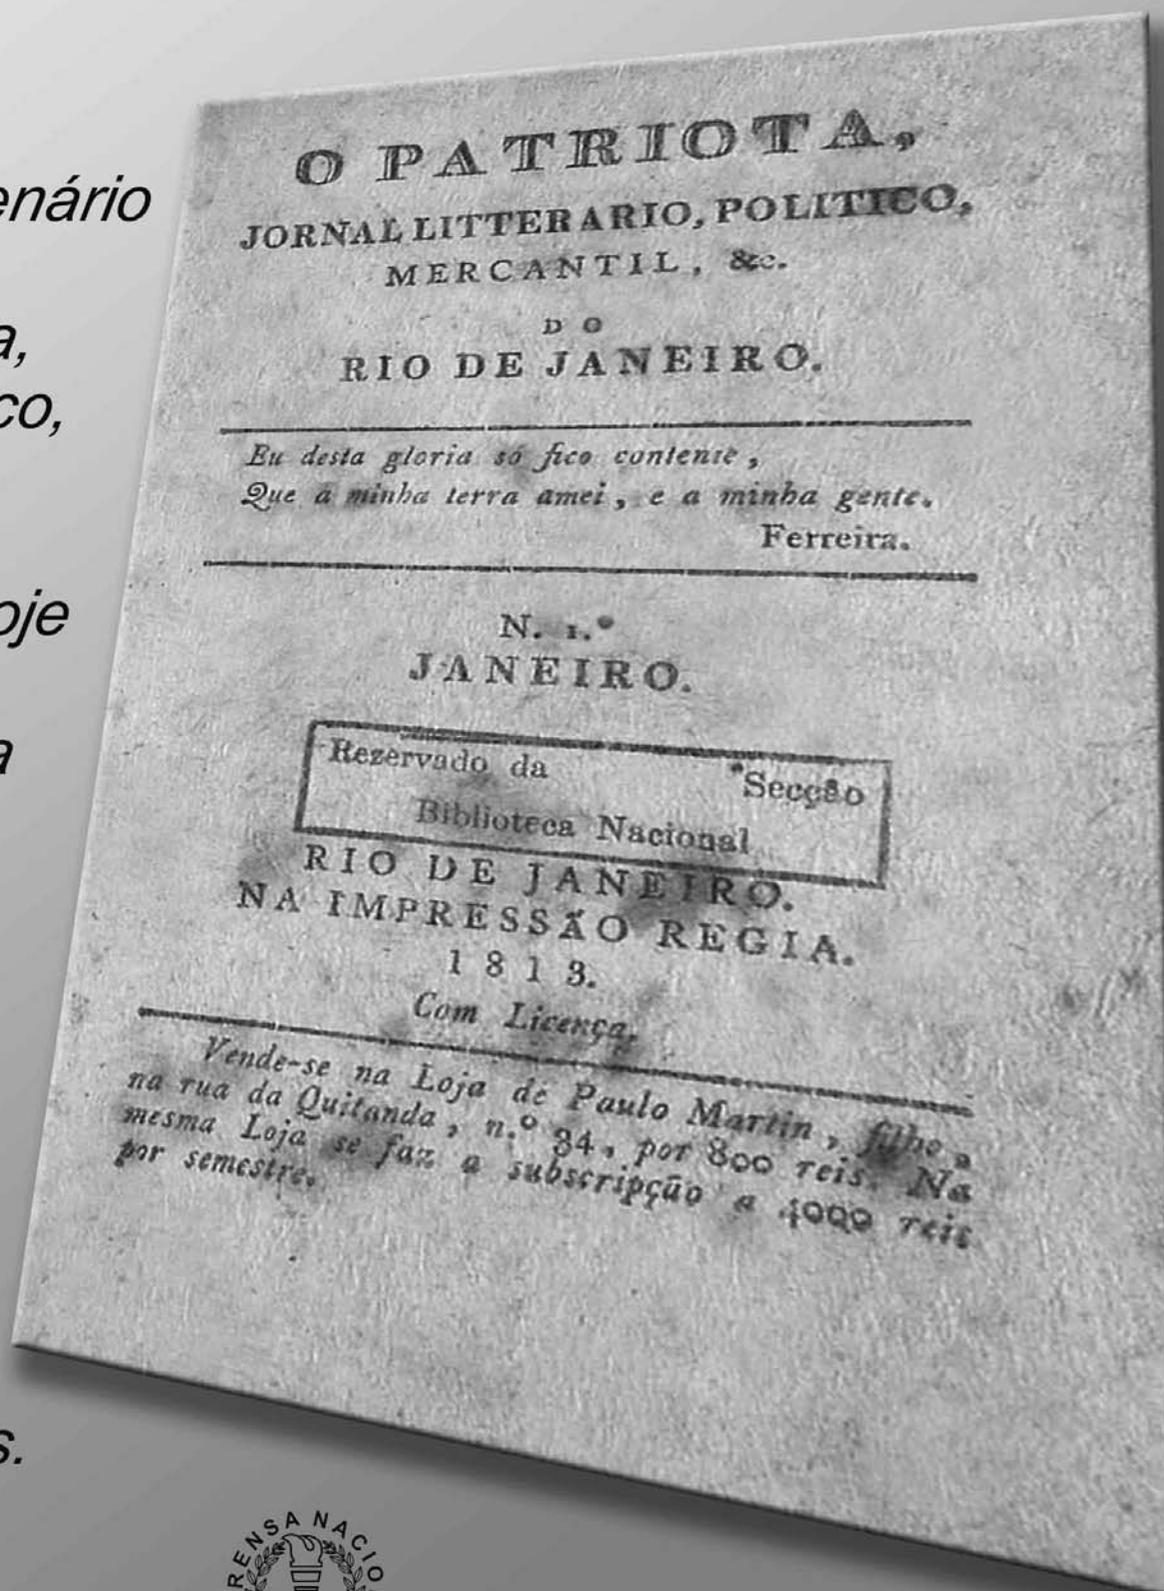 enário
a,
co,
oje
a
s.
O PATRIOTA,
JORNAL LITTERARIO, POLITICO,
MERCANTIL, &c.
DO
RIO DE JANEIRO.
Eu desta gloria só fico contente,
Que a minha terra amei, e a minha gente.
Ferreira.
N. 1.º
JANEIRO.
Rezervado da Secção
Biblioteca Nacional
RIO DE JANEIRO.
NA IMPRESSÃO REGIA.
1813.
Com Licença.
Vende-se na Loja de Paulo Martin, filho,
na rua da Quitanda, n.º 34, por 800 reis. Na
mesma Loja se faz a subscripção a 4000 reis
por semestre.
RENSA NACIO